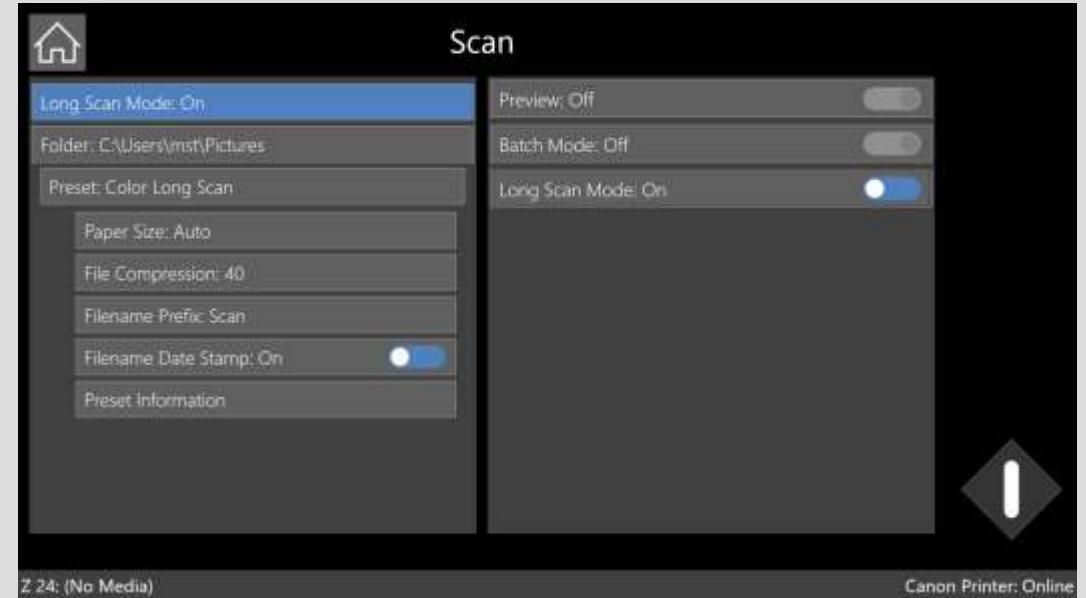 Scan
Long Scan Mode: On
Folder: C:\Users\mst\Pictures
Preset: Color Long Scan
Paper Size: Auto
File Compression: 40
Filename Prefix: Scan
Filename Date Stamp: On
Preset Information
Preview: Off
Batch Mode: Off
Long Scan Mode: On
Z 24: (No Media)
Canon Printer: Online